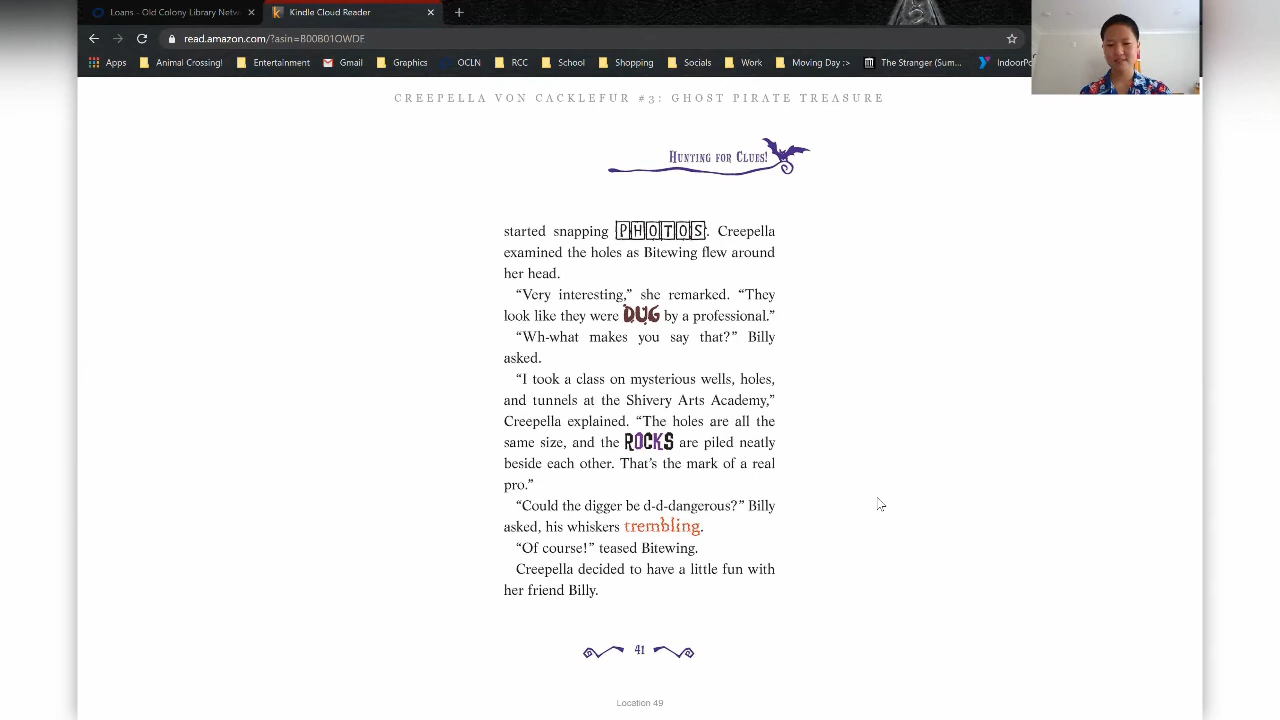 Loans - Old Colony Library Netw
Kindle Cloud Reader
read.amazon.com/?asin=B00B01OWDE
Apps Animal Crossing! Entertainment Gmail Graphics OCLN RCC School Shopping Socials Work Moving Day :> The Stranger (Sum... IndoorPo
CREEPELLA VON CACKLEFUR #3: GHOST PIRATE TREASURE
Hunting for Clues!
started snapping PHOTOS. Creepella
examined the holes as Bitewing flew around
her head.
“Very interesting,” she remarked. “They
look like they were DUG by a professional.”
“Wh-what makes you say that?” Billy
asked.
“I took a class on mysterious wells, holes,
and tunnels at the Shivery Arts Academy,”
Creepella explained. “The holes are all the
same size, and the ROCKS are piled neatly
beside each other. That’s the mark of a real
pro.”
“Could the digger be d-d-dangerous?” Billy
asked, his whiskers trembling.
“Of course!” teased Bitewing.
Creepella decided to have a little fun with
her friend Billy.
41
Location 49